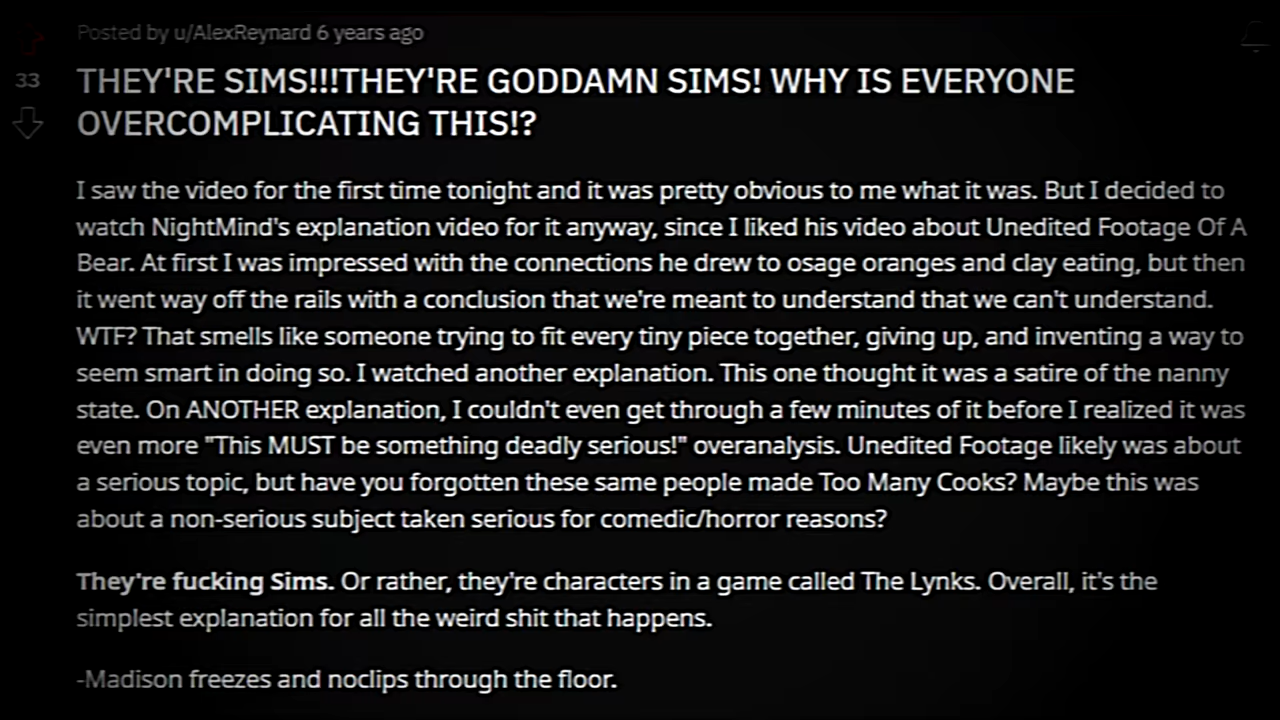 Posted by u/AlexReynard 6 years ago
33
THEY'RE SIMS!!!THEY'RE GODDAMN SIMS! WHY IS EVERYONE
OVERCOMPLICATING THIS!?
I saw the video for the first time tonight and it was pretty obvious to me what it was. But I decided to
watch NightMind's explanation video for it anyway, since I liked his video about Unedited Footage Of A
Bear. At first I was impressed with the connections he drew to osage oranges and clay eating, but then
it went way off the rails with a conclusion that we're meant to understand that we can't understand.
WTF? That smells like someone trying to fit every tiny piece together, giving up, and inventing a way to
seem smart in doing so. I watched another explanation. This one thought it was a satire of the nanny
state. On ANOTHER explanation, I couldn't even get through a few minutes of it before I realized it was
even more "This MUST be something deadly serious!" overanalysis. Unedited Footage likely was about
a serious topic, but have you forgotten these same people made Too Many Cooks? Maybe this was
about a non-serious subject taken serious for comedic/horror reasons?
They're fucking Sims. Or rather, they're characters in a game called The Lynks. Overall, it's the
simplest explanation for all the weird shit that happens.
-Madison freezes and noclips through the floor.